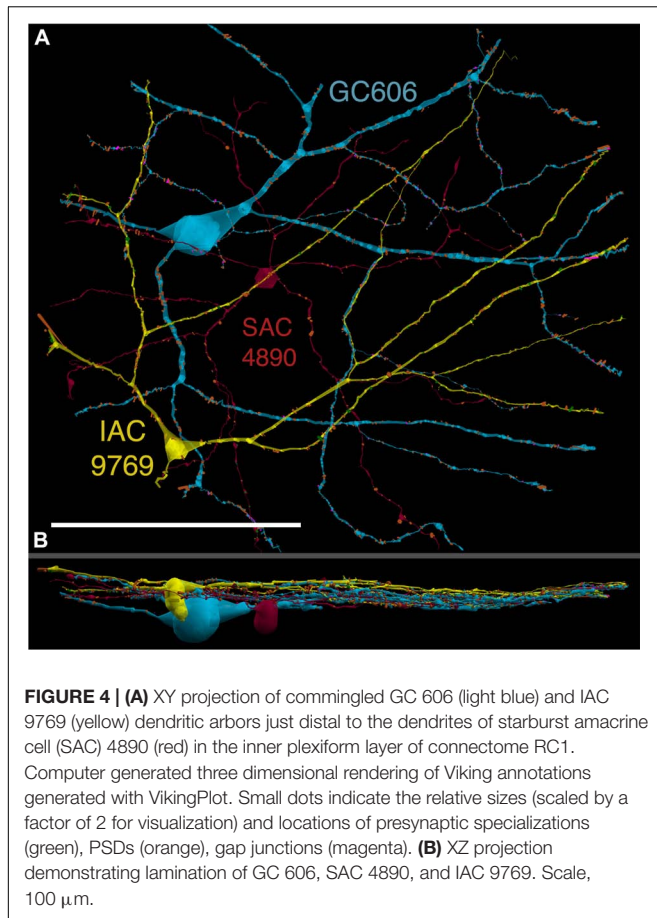 A
GC606
SAC
4890
IAC
9769
B
FIGURE 4 | (A) XY projection of commingled GC 606 (light blue) and IAC
9769 (yellow) dendritic arbors just distal to the dendrites of starburst amacrine
cell (SAC) 4890 (red) in the inner plexiform layer of connectome RC1.
Computer generated three dimensional rendering of Viking annotations
generated with VikingPlot. Small dots indicate the relative sizes (scaled by a
factor of 2 for visualization) and locations of presynaptic specializations
(green), PSDs (orange), gap junctions (magenta). (B) XZ projection
demonstrating lamination of GC 606, SAC 4890, and IAC 9769. Scale,
100 μm.